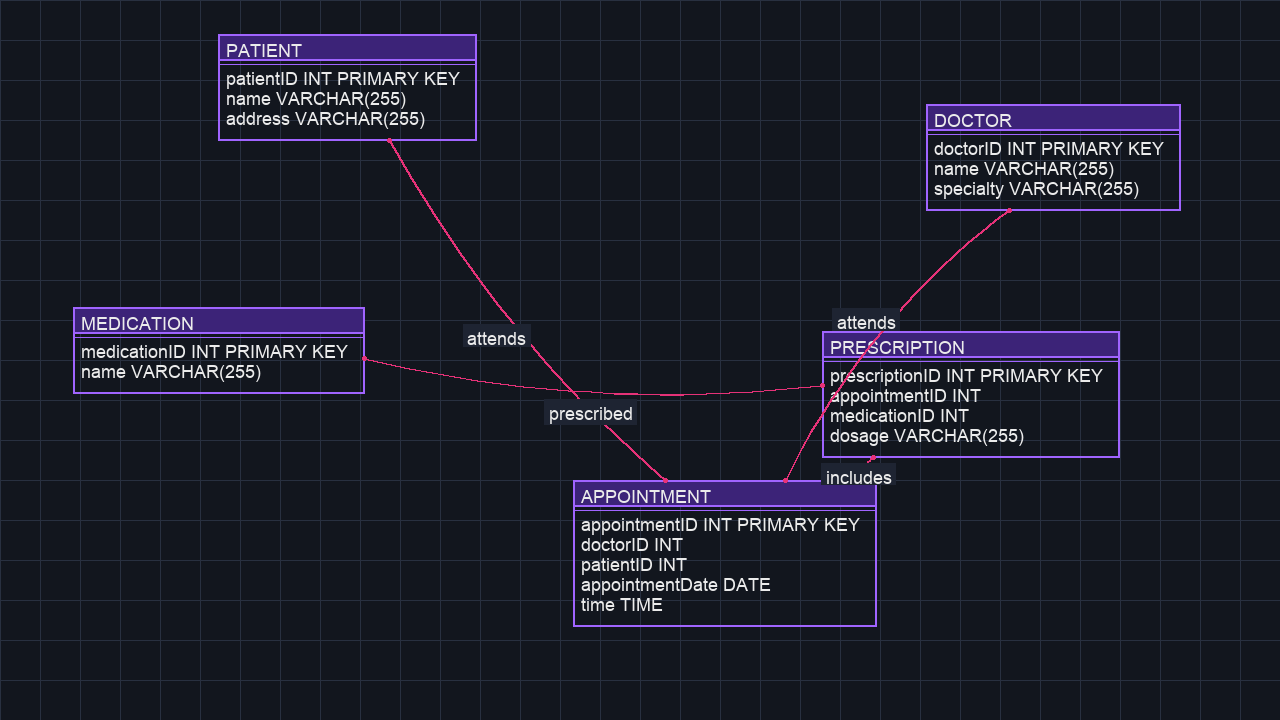 PATIENT
patientID INT PRIMARY KEY
name VARCHAR(255)
address VARCHAR(255)
DOCTOR
doctorID INT PRIMARY KEY
name VARCHAR(255)
specialty VARCHAR(255)
MEDICATION
medicationID INT PRIMARY KEY
name VARCHAR(255)
attends
attends
PRESCRIPTION
prescriptionID INT PRIMARY KEY
appointmentID INT
medicationID INT
dosage VARCHAR(255)
prescribed
includes
APPOINTMENT
appointmentID INT PRIMARY KEY
doctorID INT
patientID INT
appointmentDate DATE
time TIME